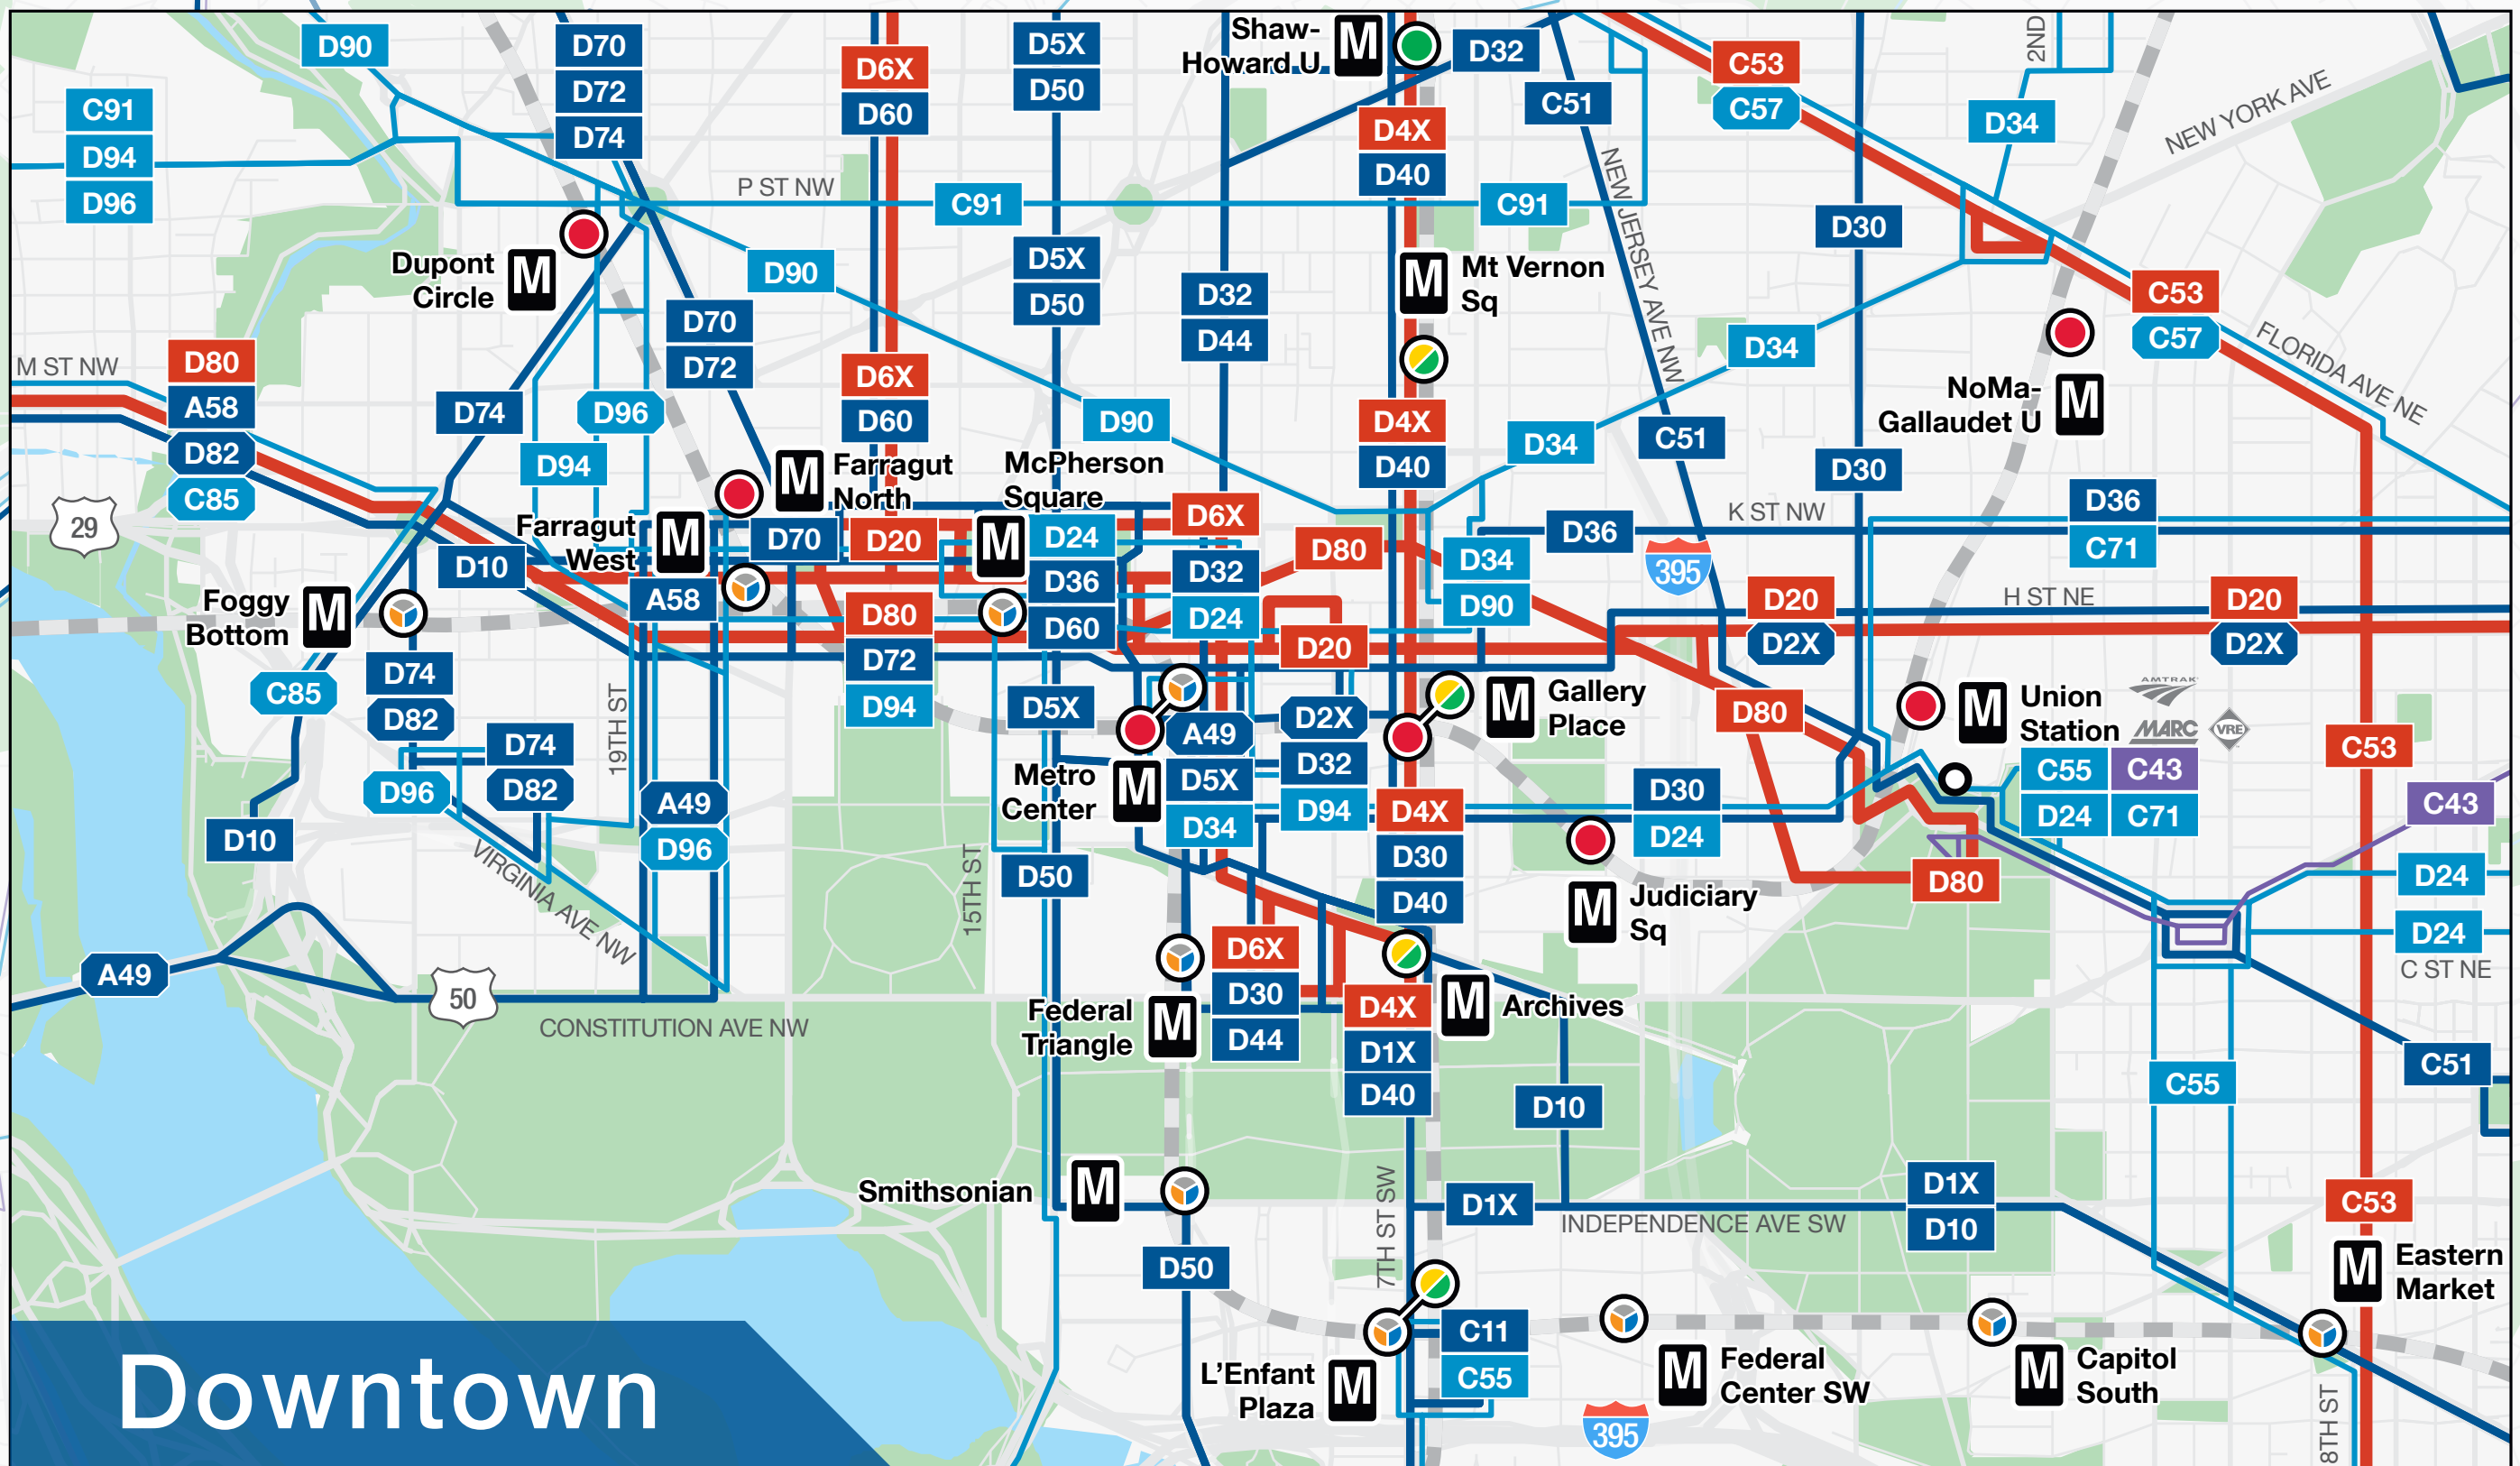 D90
D70
D72
D74
D6X
D60
D5X
D50
Shaw-
Howard U
M
D32
C51
C53
C57
2ND
D34
NEW YORK AVE
C91
D94
D96
P ST NW
C91
D4X
D40
C91
NEW JERSEY AVE NW
D30
Dupont
Circle
M
D90
D5X
D50
D32
D44
M
Mt Vernon
Sq
C53
C57
FLORIDA AVE NE
D70
D72
D34
M ST NW
D80
A58
D82
C85
D74
D96
D94
D6X
D60
D90
D4X
D40
D34
C51
D30
NoMa-
Gallaudet U
M
29
M
Farragut
North
McPherson
Square
M
Farragut
West
M
D10
D70
D20
D24
D36
D60
D6X
D32
D24
D80
D34
D90
D36
K ST NW
395
D36
C71
A58
D80
D72
D94
D20
D20
D2X
H ST NE
D20
D2X
Foggy
Bottom
M
C85
D74
D82
D74
D82
D96
D10
19TH ST
A49
D96
VIRGINIA AVE NW
D5X
Metro
Center
M
A49
D5X
D34
D2X
D32
D94
M
Gallery
Place
D80
M
Union
Station
AMTRAK
MARC
VRE
C55
C43
D24
C71
C53
C43
D4X
D30
D40
D30
D24
M
Judiciary
Sq
D80
D24
D24
C ST NE
15TH ST
D50
A49
50
CONSTITUTION AVE NW
Federal
Triangle
M
D6X
D30
D44
D4X
D1X
D40
M
Archives
D10
C51
C55
Smithsonian
M
D50
7TH ST SW
D1X
INDEPENDENCE AVE SW
D1X
D10
C53
M
Eastern
Market
L'Enfant
Plaza
M
C11
C55
M
Federal
Center SW
395
M
Capitol
South
8TH ST
Downtown